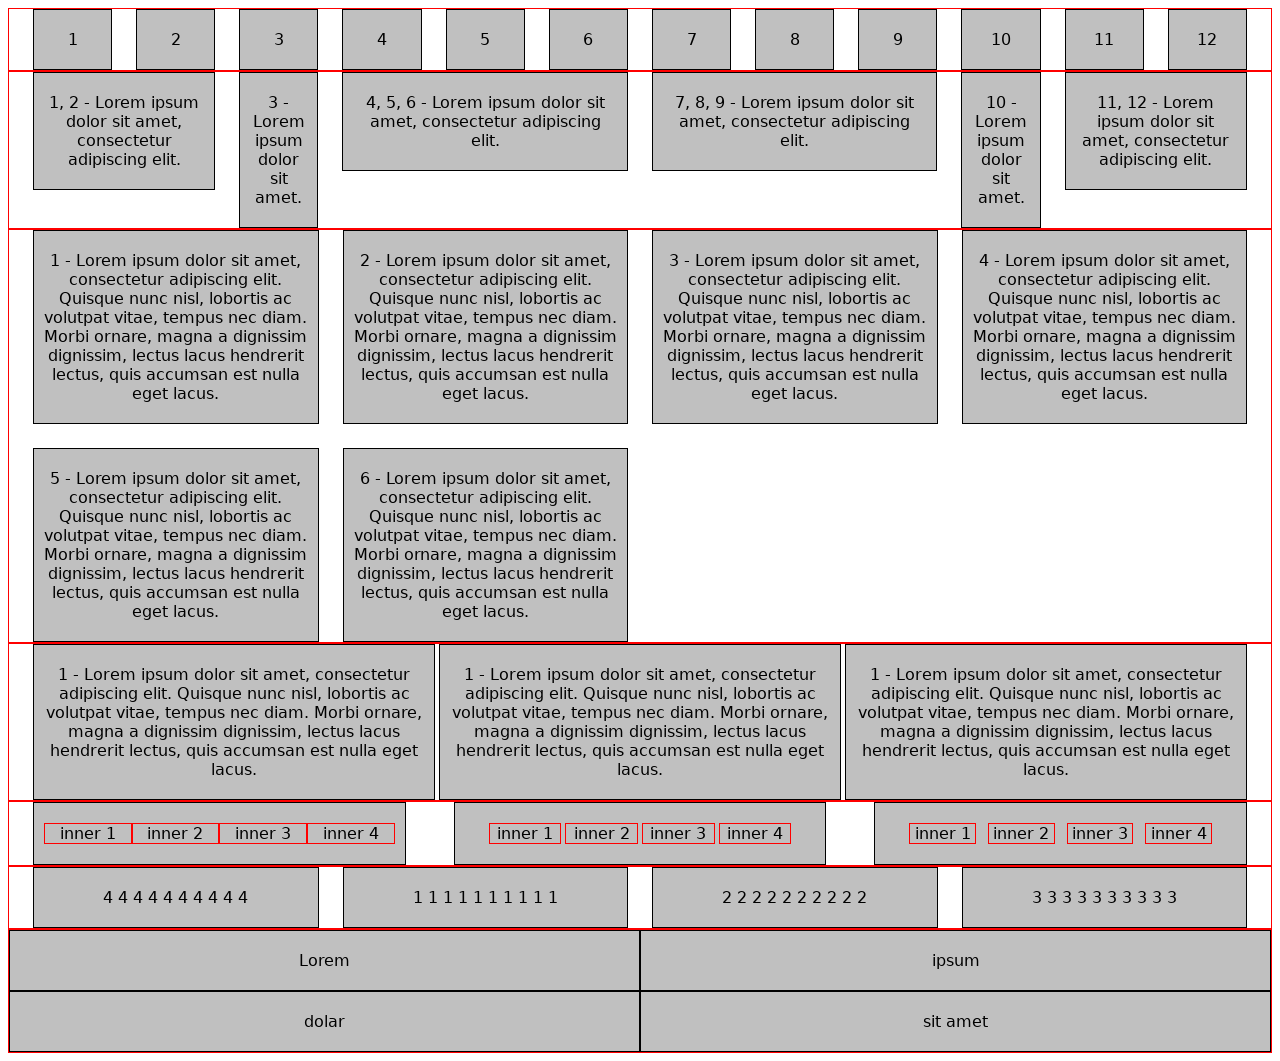 1 2 3 4 5 6 7 8 9 10 11 12
1, 2 - Lorem ipsum
dolor sit amet,
consectetur
adipiscing elit.
3 -
Lorem
ipsum
dolor
sit
amet.
4, 5, 6 - Lorem ipsum dolor sit
amet, consectetur adipiscing
elit.
7, 8, 9 - Lorem ipsum dolor sit
amet, consectetur adipiscing
elit.
10 -
Lorem
ipsum
dolor
sit
amet.
11, 12 - Lorem
ipsum dolor sit
amet, consectetur
adipiscing elit.
1 - Lorem ipsum dolor sit amet,
consectetur adipiscing elit.
Quisque nunc nisl, lobortis ac
volutpat vitae, tempus nec diam.
Morbi ornare, magna a dignissim
dignissim, lectus lacus hendrerit
lectus, quis accumsan est nulla
eget lacus.
2 - Lorem ipsum dolor sit amet,
consectetur adipiscing elit.
Quisque nunc nisl, lobortis ac
volutpat vitae, tempus nec diam.
Morbi ornare, magna a dignissim
dignissim, lectus lacus hendrerit
lectus, quis accumsan est nulla
eget lacus.
3 - Lorem ipsum dolor sit amet,
consectetur adipiscing elit.
Quisque nunc nisl, lobortis ac
volutpat vitae, tempus nec diam.
Morbi ornare, magna a dignissim
dignissim, lectus lacus hendrerit
lectus, quis accumsan est nulla
eget lacus.
4 - Lorem ipsum dolor sit amet,
consectetur adipiscing elit.
Quisque nunc nisl, lobortis ac
volutpat vitae, tempus nec diam.
Morbi ornare, magna a dignissim
dignissim, lectus lacus hendrerit
lectus, quis accumsan est nulla
eget lacus.
5 - Lorem ipsum dolor sit amet,
consectetur adipiscing elit.
Quisque nunc nisl, lobortis ac
volutpat vitae, tempus nec diam.
Morbi ornare, magna a dignissim
dignissim, lectus lacus hendrerit
lectus, quis accumsan est nulla
eget lacus.
6 - Lorem ipsum dolor sit amet,
consectetur adipiscing elit.
Quisque nunc nisl, lobortis ac
volutpat vitae, tempus nec diam.
Morbi ornare, magna a dignissim
dignissim, lectus lacus hendrerit
lectus, quis accumsan est nulla
eget lacus.
1 - Lorem ipsum dolor sit amet, consectetur
adipiscing elit. Quisque nunc nisl, lobortis ac
volutpat vitae, tempus nec diam. Morbi ornare,
magna a dignissim dignissim, lectus lacus
hendrerit lectus, quis accumsan est nulla eget
lacus.
1 - Lorem ipsum dolor sit amet, consectetur
adipiscing elit. Quisque nunc nisl, lobortis ac
volutpat vitae, tempus nec diam. Morbi ornare,
magna a dignissim dignissim, lectus lacus
hendrerit lectus, quis accumsan est nulla eget
lacus.
1 - Lorem ipsum dolor sit amet, consectetur
adipiscing elit. Quisque nunc nisl, lobortis ac
volutpat vitae, tempus nec diam. Morbi ornare,
magna a dignissim dignissim, lectus lacus
hendrerit lectus, quis accumsan est nulla eget
lacus.
inner 1 inner 2 inner 3 inner 4
inner 1 inner 2 inner 3 inner 4
inner 1 inner 2 inner 3 inner 4
4 4 4 4 4 4 4 4 4 4
1 1 1 1 1 1 1 1 1 1
2 2 2 2 2 2 2 2 2 2
3 3 3 3 3 3 3 3 3 3
Lorem
ipsum
dolar
sit amet